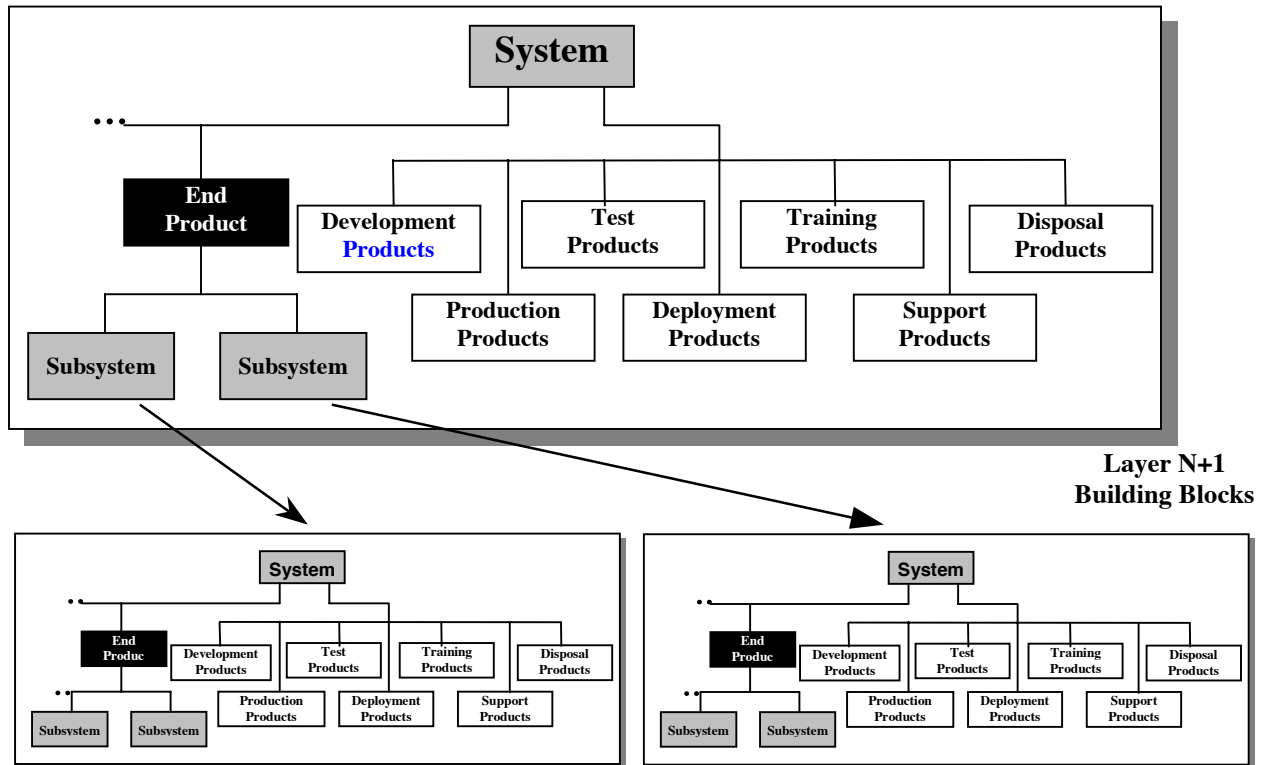 System
...
End
Product
Development
Products
Test
Products
Training
Products
Disposal
Products
Production
Products
Deployment
Products
Support
Products
Subsystem
Subsystem
Layer N+1
Building Blocks
System
..
End
Produc
Development
Products
Test
Products
Training
Products
Disposal
Products
..
Production
Products
Deployment
Products
Support
Products
Subsystem
Subsystem
System
..
End
Produc
Development
Products
Test
Products
Training
Products
Disposal
Products
..
Production
Products
Deployment
Products
Support
Products
Subsystem
Subsystem